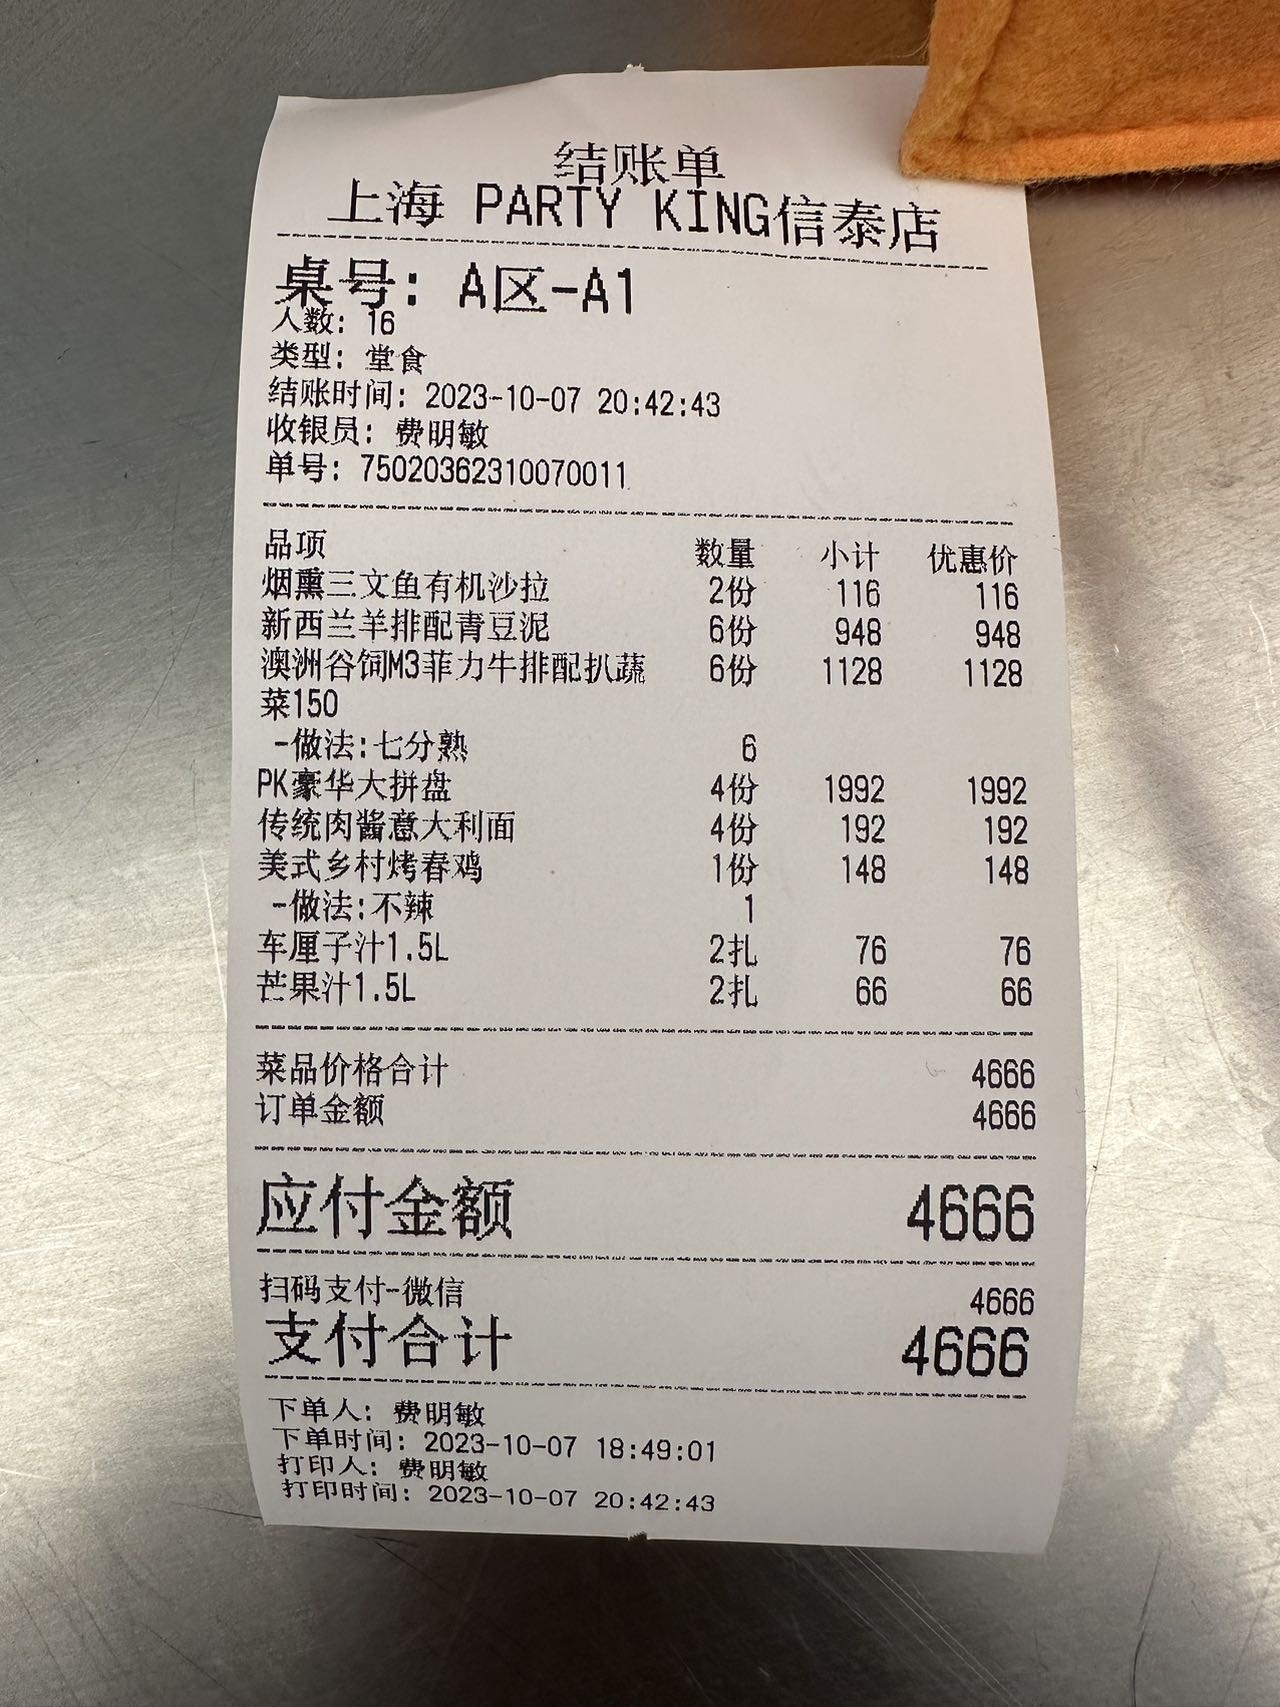 结账单
上海 PARTY KING信泰店
桌号: A区-A1
人数: 16
类型: 堂食
结账时间: 2023-10-07 20:42:43
收银员: 费明敏
单号: 75020362310070011
品项 数量 小计 优惠价
烟熏三文鱼有机沙拉 2份 116 116
新西兰羊排配青豆泥 6份 948 948
澳洲谷饲M3菲力牛排配扒蔬 6份 1128 1128
菜150
-做法:七分熟 6
PK豪华大拼盘 4份 1992 1992
传统肉酱意大利面 4份 192 192
美式乡村烤春鸡 1份 148 148
-做法:不辣 1
车厘子汁1.5L 2扎 76 76
芒果汁1.5L 2扎 66 66
菜品价格合计 4666
订单金额 4666
应付金额 4666
扫码支付-微信 4666
支付合计 4666
下单人: 费明敏
下单时间: 2023-10-07 18:49:01
打印人: 费明敏
打印时间: 2023-10-07 20:42:43